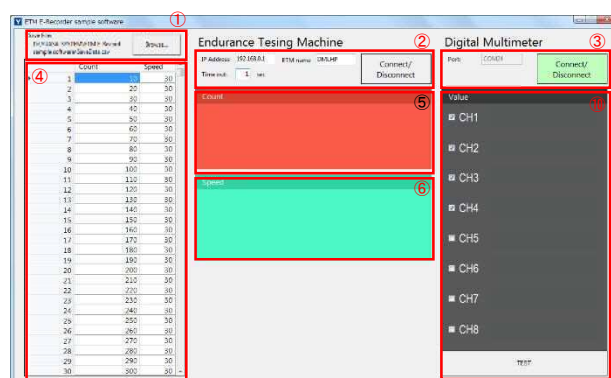 ETM E-Recorder sample software
①
Save File
Browse...
sample software\SaveData.csv
Endurance Tesing Machine
②
IP Address 192.168.0.1 ETM name DMLHP
Time out 1 sec
Connect/
Disconnect
Digital Multimeter
③
Port COM28
Connect/
Disconnect
④
Count Speed
1 10 30
2 20 30
3 30 30
4 40 30
5 50 30
6 60 30
7 70 30
8 80 30
9 90 30
10 100 30
11 110 30
12 120 30
13 130 30
14 140 30
15 150 30
16 160 30
17 170 30
18 180 30
19 190 30
20 200 30
21 210 30
22 220 30
23 230 30
24 240 30
25 250 30
26 260 30
27 270 30
28 280 30
29 290 30
30 300 30
Count
⑤
Speed
⑥
Value
CH1
CH2
CH3
CH4
CH5
CH6
CH7
CH8
TEST